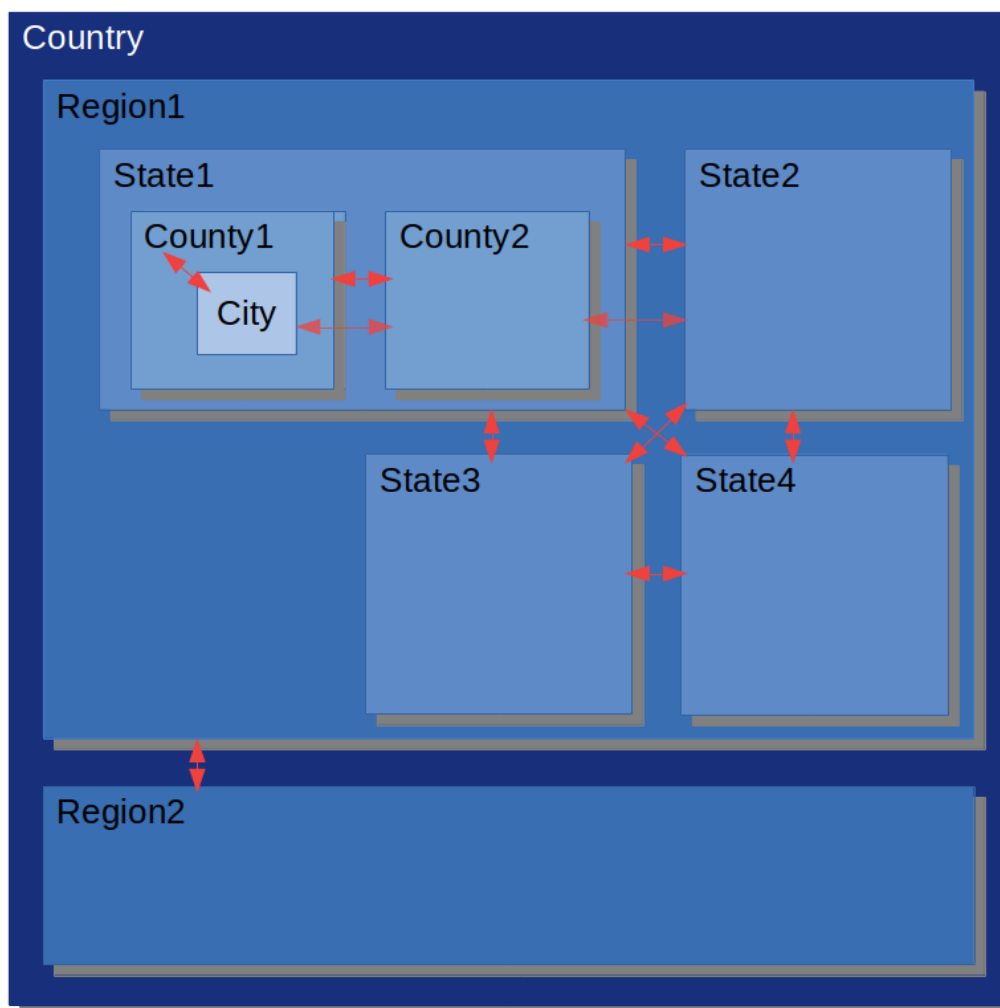 Country
Region1
State1
State2
County1
County2
City
State3
State4
Region2